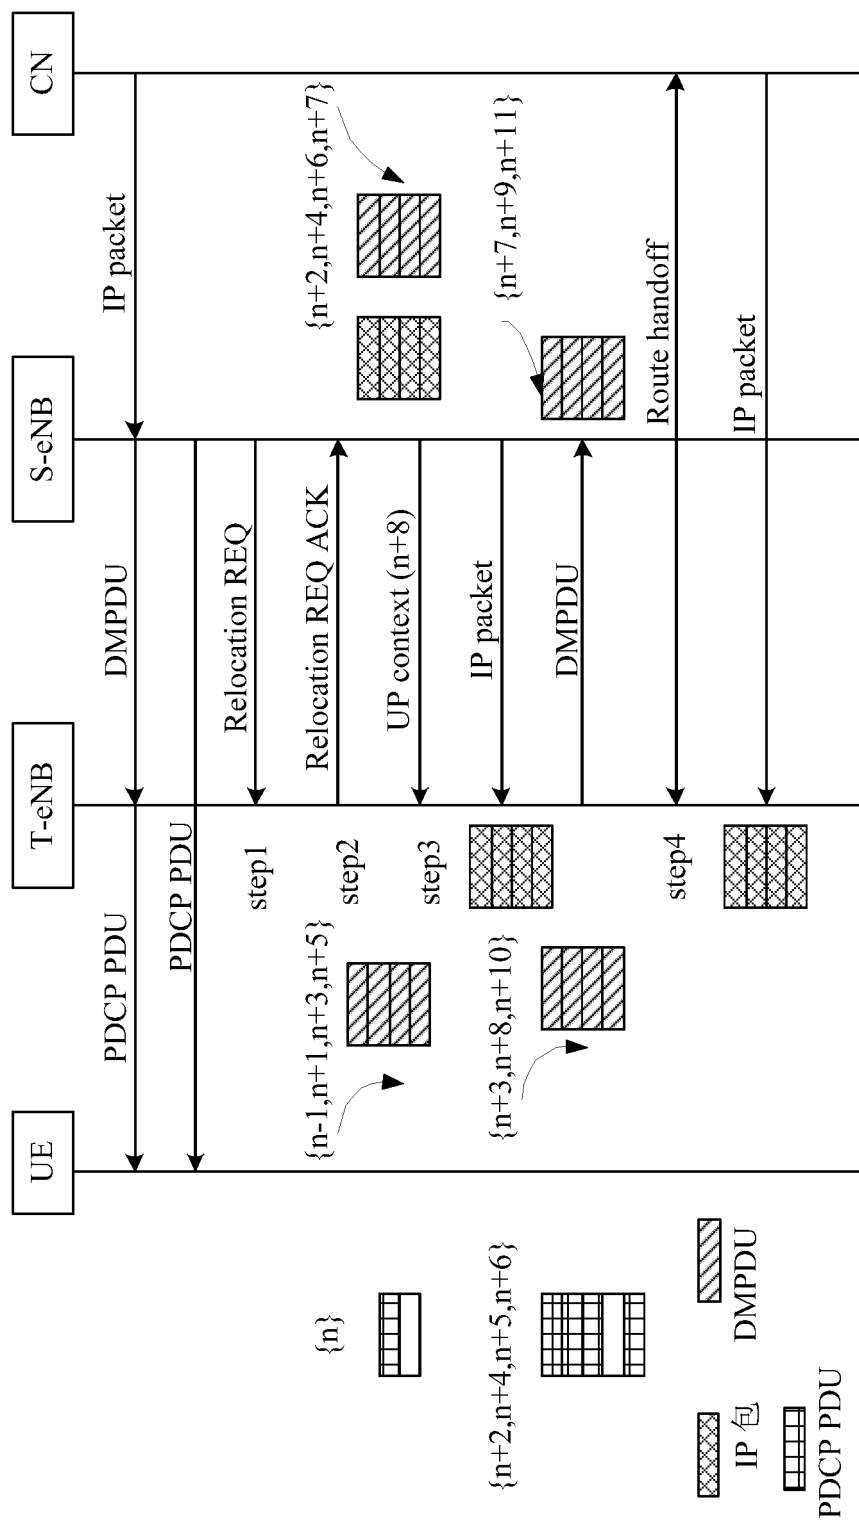 UE
T-eNB
S-eNB
CN
PDCP PDU
DMPDU
IP packet
PDCP PDU
step1
Relocation REQ
{n}
{n-1,n+1,n+3,n+5}
step2
Relocation REQ ACK
{n+2,n+4,n+6,n+7}
step3
UP context (n+8)
IP packet
{n+2,n+4,n+5,n+6}
{n+3,n+8,n+10}
DMPDU
{n+7,n+9,n+11}
step4
Route handoff
IP packet
IP 包
DMPDU
PDCP PDU